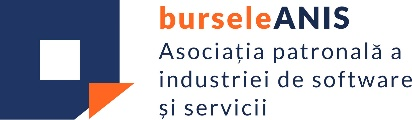 burseleANIS
Asociația patronală a
industriei de software
și servicii